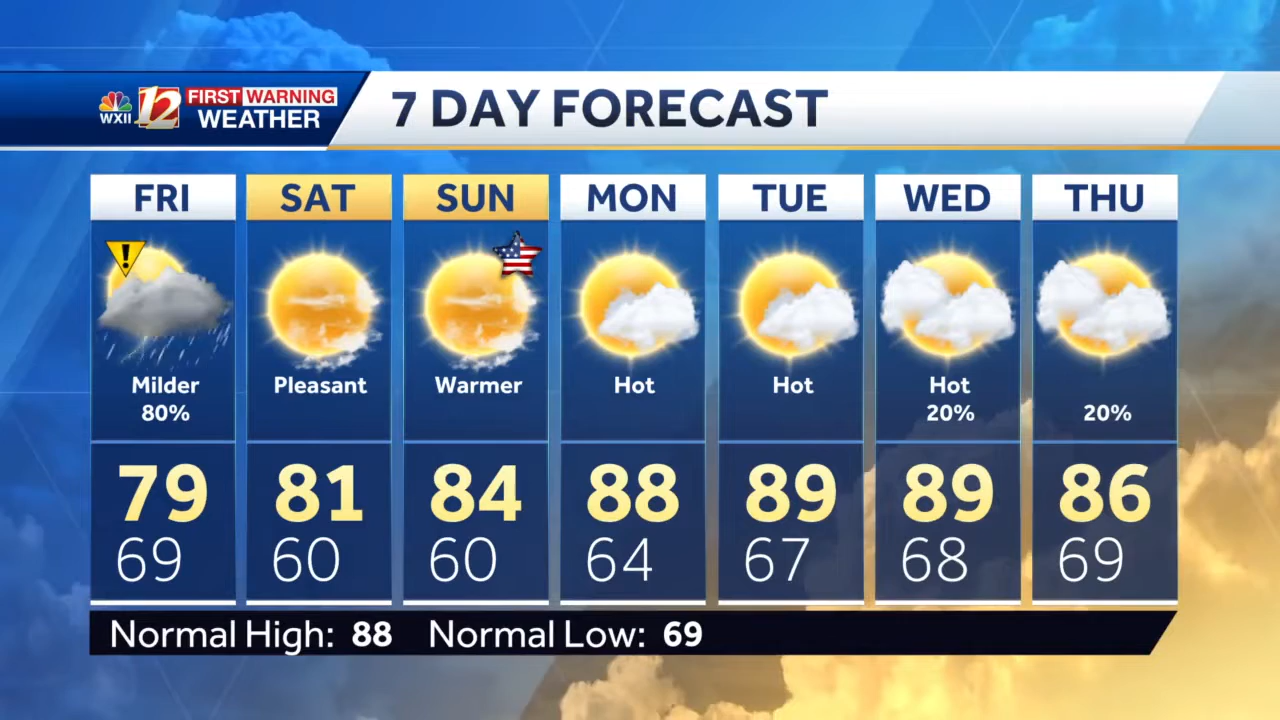 WXII 12 FIRST WARNING WEATHER
7 DAY FORECAST
FRI SAT SUN MON TUE WED THU
!
Milder Pleasant Warmer Hot Hot Hot
80% 20% 20%
79 81 84 88 89 89 86
69 60 60 64 67 68 69
Normal High: 88 Normal Low: 69